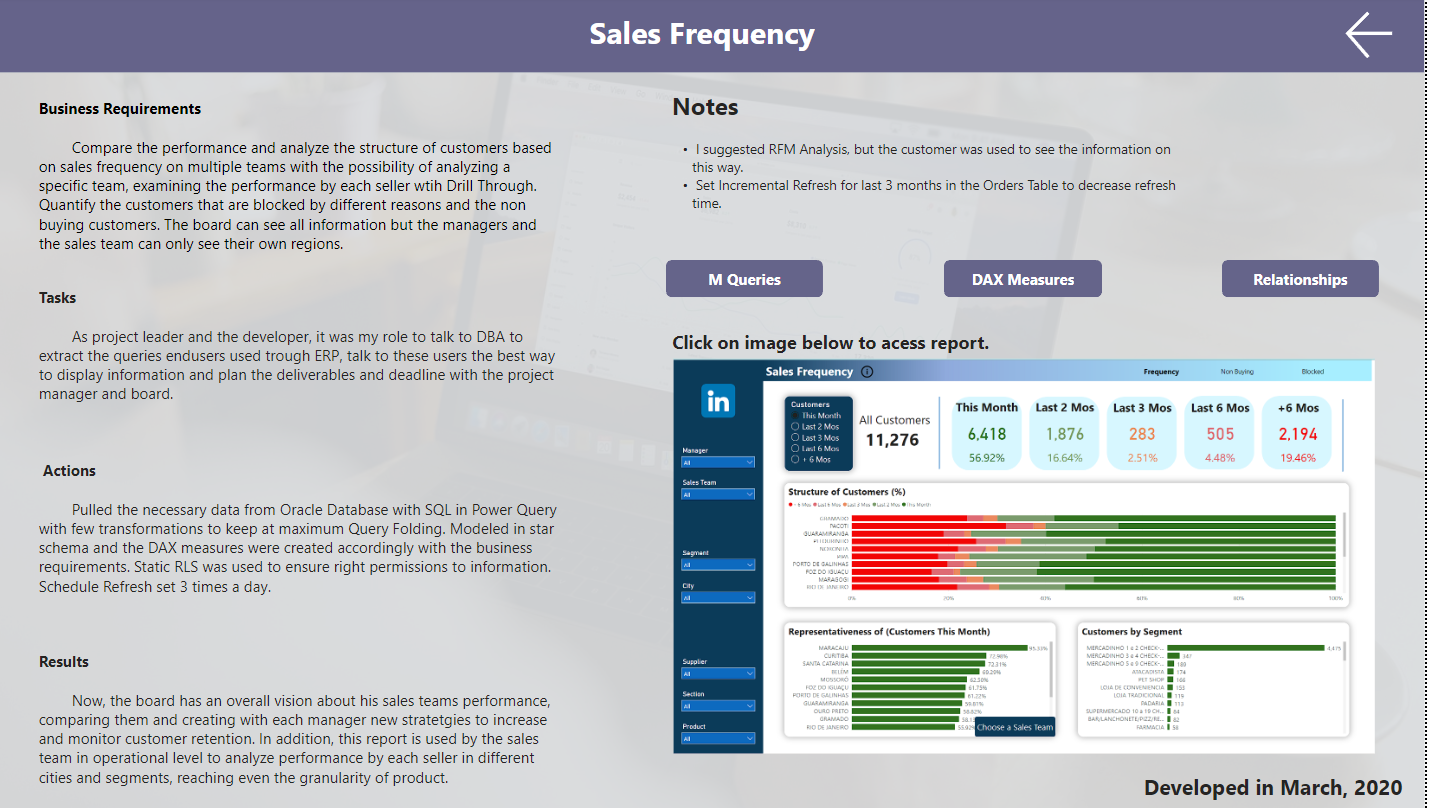 Sales Frequency
Business Requirements
Compare the performance and analyze the structure of customers based
on sales frequency on multiple teams with the possibility of analyzing a
specific team, examining the performance by each seller wtih Drill Through.
Quantify the customers that are blocked by different reasons and the non
buying customers. The board can see all information but the managers and
the sales team can only see their own regions.
Tasks
As project leader and the developer, it was my role to talk to DBA to
extract the queries endusers used trough ERP, talk to these users the best way
to display information and plan the deliverables and deadline with the project
manager and board.
Actions
Pulled the necessary data from Oracle Database with SQL in Power Query
with few transformations to keep at maximum Query Folding. Modeled in star
schema and the DAX measures were created accordingly with the business
requirements. Static RLS was used to ensure right permissions to information.
Schedule Refresh set 3 times a day.
Results
Now, the board has an overall vision about his sales teams performance,
comparing them and creating with each manager new stratetgies to increase
and monitor customer retention. In addition, this report is used by the sales
team in operational level to analyze performance by each seller in different
cities and segments, reaching even the granularity of product.
Notes
• I suggested RFM Analysis, but the customer was used to see the information on
this way.
• Set Incremental Refresh for last 3 months in the Orders Table to decrease refresh
time.
M Queries
DAX Measures
Relationships
Click on image below to acess report.
Sales Frequency
Frequency
Non Buying
Blocked
in
Manager
All
Sales Team
All
Segment
All
City
All
Supplier
All
Section
All
Product
All
Customers
This Month
Last 2 Mos
Last 3 Mos
Last 6 Mos
+ 6 Mos
All Customers
11,276
This Month
6,418
56.92%
Last 2 Mos
1,876
16.64%
Last 3 Mos
283
2.51%
Last 6 Mos
505
4.48%
+6 Mos
2,194
19.46%
Structure of Customers (%)
+ 6 Mos Last 6 Mos Last 3 Mos Last 2 Mos This Month
PACOTI
GUARAMIRANGA
NORONHA
PORTO DE GALINHAS
FOZ DO IGUAÇU
MARAGOGI
RIO DE JANEIRO
0% 20% 40% 60% 80% 100%
Representativeness of (Customers This Month)
MARACAJU 95.33%
CURITIBA 72.98%
SANTA CATARINA 72.31%
BELÉM 69.20%
MOSSORÓ
FOZ DO IGUAÇU 61.75%
PORTO DE GALINHAS 61.22%
GUARAMIRANGA 59.81%
OURO PRETO 58.82%
GRAMADO
RIO DE JANEIRO
Choose a Sales Team
Customers by Segment
MERCADINHO 1 a 2 CHECK-... 4,475
MERCADINHO 3 a 4 CHECK-... 347
MERCADINHO 5 a 9 CHECK-...
ATACADISTA 174
PET SHOP
LOJA DE CONVENIENCIA 153
LOJA TRADICIONAL 119
PADARIA 113
SUPERMERCADO 10 a 19 CH... 84
BAR/LANCHONETE/PIZZ/RE... 82
FARMACIA
Developed in March, 2020